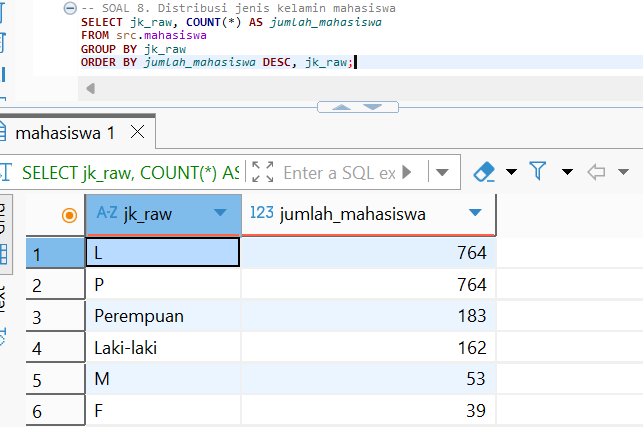 -- SOAL 8. Distribusi jenis kelamin mahasiswa
SELECT jk_raw, COUNT(*) AS jumlah_mahasiswa
FROM src.mahasiswa
GROUP BY jk_raw
ORDER BY jumlah_mahasiswa DESC, jk_raw;
mahasiswa 1
SELECT jk_raw, COUNT(*) AS Enter a SQL ex
A-Z jk_raw 123 jumlah_mahasiswa
1 L 764
2 P 764
3 Perempuan 183
4 Laki-laki 162
5 M 53
6 F 39